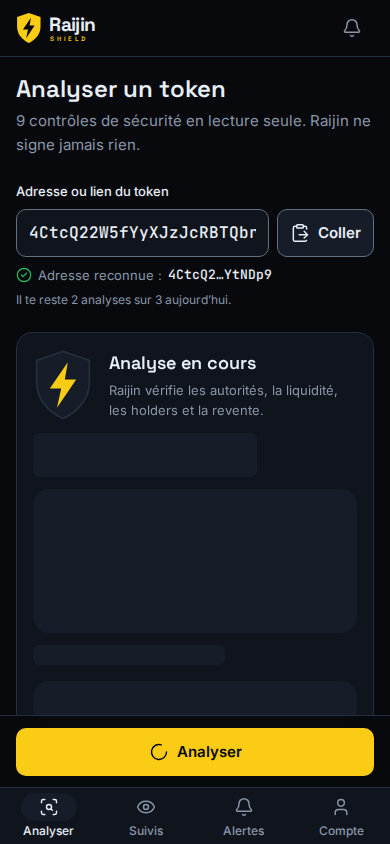 Raijin
SHIELD
Analyser un token
9 contrôles de sécurité en lecture seule. Raijin ne
signe jamais rien.
Adresse ou lien du token
4CtcQ22W5fYyXJzJcRBTQbr
Coller
Adresse reconnue : 4CtcQ2…YtNDp9
Il te reste 2 analyses sur 3 aujourd’hui.
Analyse en cours
Raijin vérifie les autorités, la liquidité,
les holders et la revente.
Analyser
Analyser
Suivis
Alertes
Compte